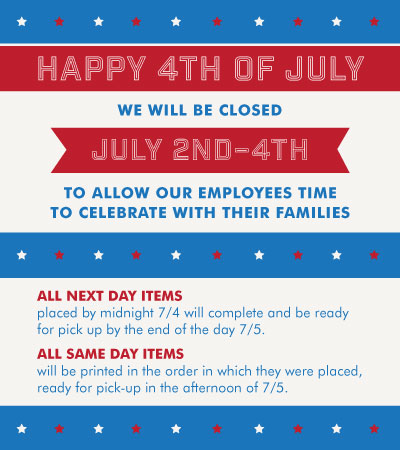 HAPPY 4TH OF JULY
WE WILL BE CLOSED
JULY 2ND-4TH
TO ALLOW OUR EMPLOYEES TIME
TO CELEBRATE WITH THEIR FAMILIES
ALL NEXT DAY ITEMS
placed by midnight 7/4 will complete and be ready
for pick up by the end of the day 7/5.
ALL SAME DAY ITEMS
will be printed in the order in which they were placed,
ready for pick-up in the afternoon of 7/5.